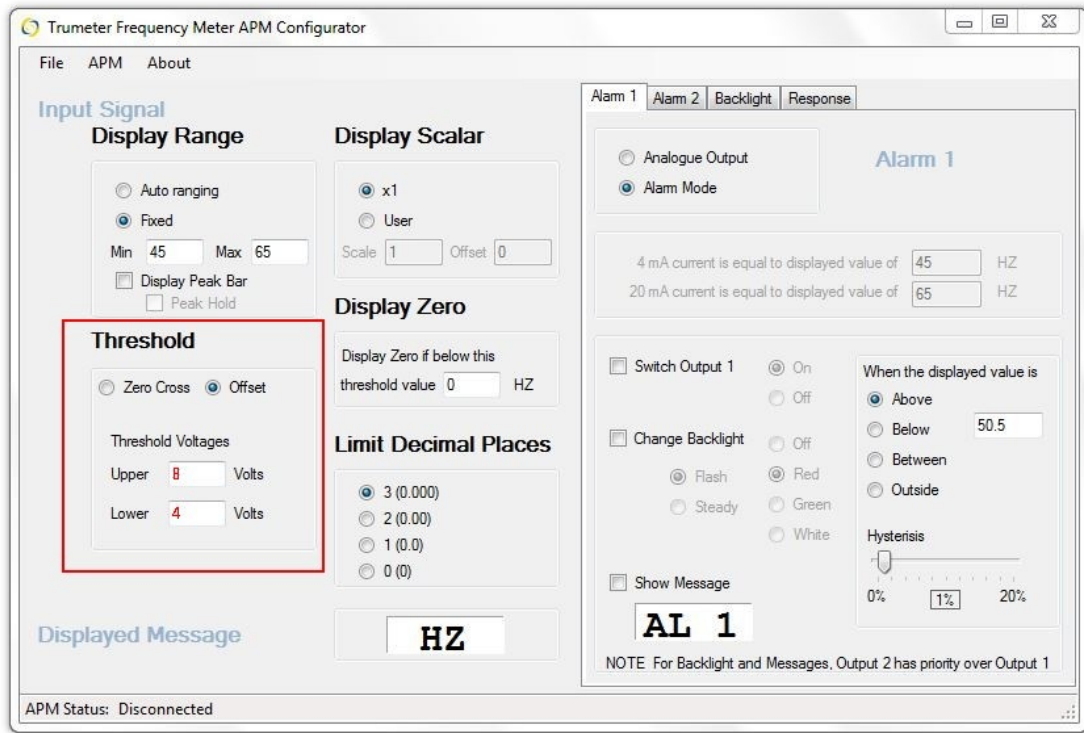 Trumeter Frequency Meter APM Configurator
File APM About
Input Signal
Display Range
Auto ranging
Fixed
Min 45 Max 65
Display Peak Bar
Peak Hold
Threshold
Zero Cross Offset
Threshold Voltages
Upper 8 Volts
Lower 4 Volts
Displayed Message
Display Scalar
x1
User
Scale 1 Offset 0
Display Zero
Display Zero if below this
threshold value 0 HZ
Limit Decimal Places
3 (0.000)
2 (0.00)
1 (0.0)
0 (0)
HZ
Alarm 1 Alarm 2 Backlight Response
Analogue Output
Alarm Mode
Alarm 1
4 mA current is equal to displayed value of 45 HZ
20 mA current is equal to displayed value of 65 HZ
Switch Output 1
On
Off
Change Backlight
Flash
Steady
Off
Red
Green
White
Show Message
AL 1
When the displayed value is
Above
Below
Between
Outside
50.5
Hysterisis
0% 1% 20%
NOTE For Backlight and Messages, Output 2 has priority over Output 1
APM Status: Disconnected